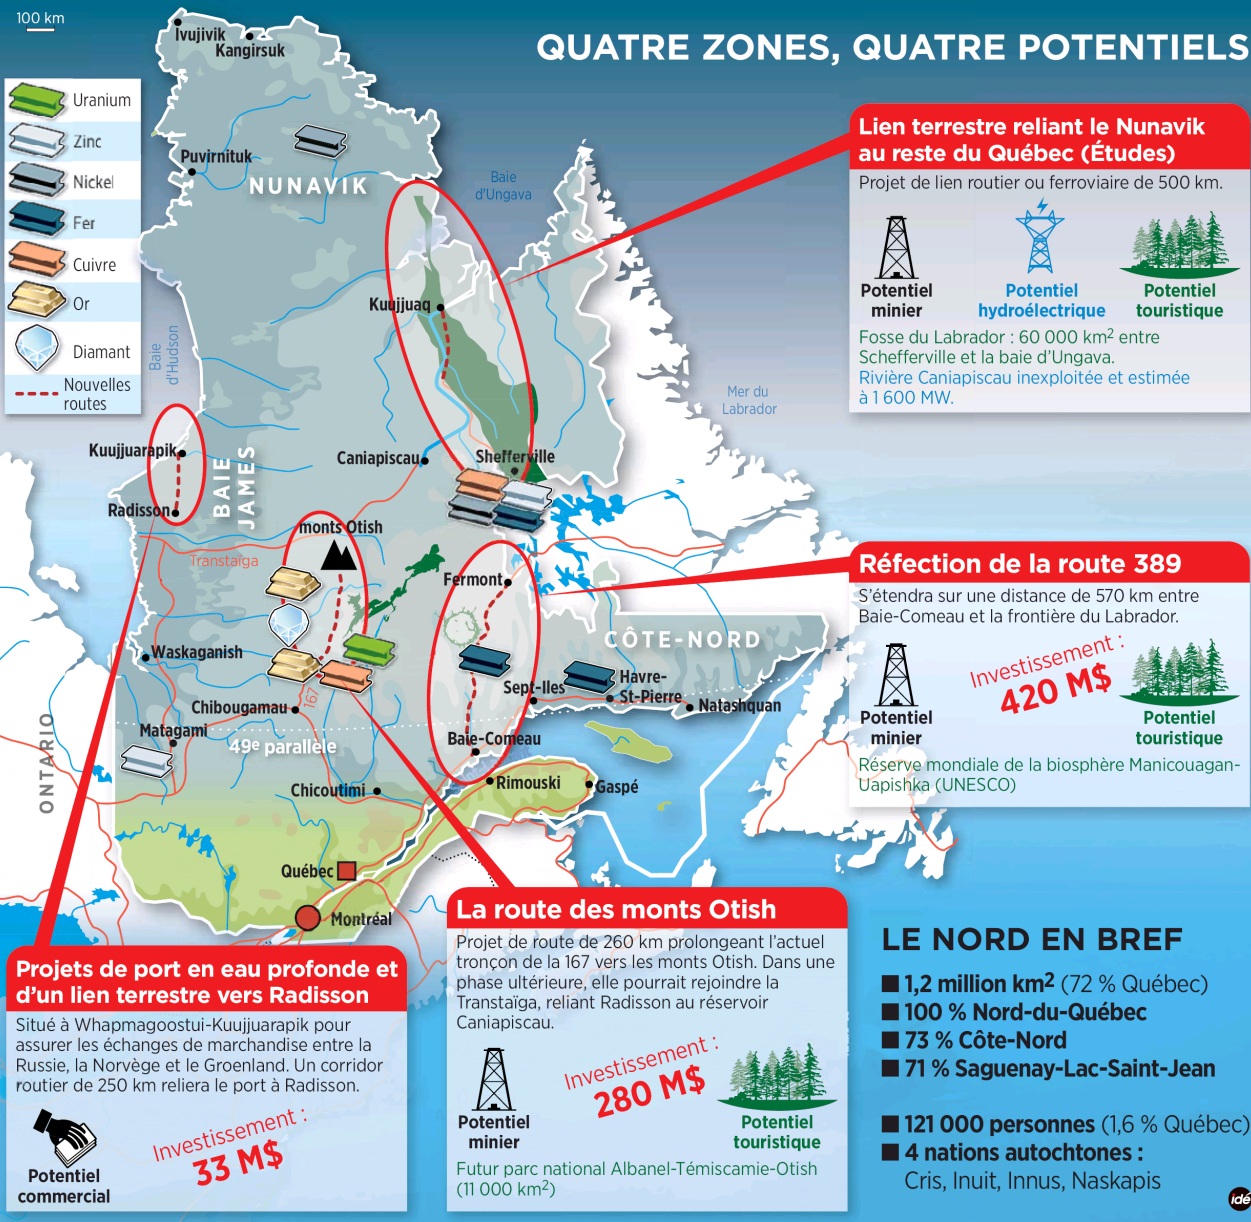 100 km
QUATRE ZONES, QUATRE POTENTIELS
Ivujivik
Kangirsuk
Uranium
Zinc
Nickel
Fer
Cuivre
Or
Diamant
Nouvelles
routes
Puvirnituk
NUNAVIK
Baie
d'Ungava
Baie
d'Hudson
Kuujjuaq
Mer du
Labrador
Kuujjuarapik
Radisson
BAIE
JAMES
Caniapiscau
Shefferville
monts Otish
Transtaïga
Fermont
CÔTE-NORD
Waskaganish
Sept-Iles
Havre-
St-Pierre
Natashquan
Chibougamau
167
Matagami
49e parallèle
Baie-Comeau
ONTARIO
Chicoutimi
Rimouski
Gaspé
Québec
Montréal
Lien terrestre reliant le Nunavik
au reste du Québec (Études)
Projet de lien routier ou ferroviaire de 500 km.
Potentiel
minier
Potentiel
hydroélectrique
Potentiel
touristique
Fosse du Labrador : 60 000 km² entre
Schefferville et la baie d'Ungava.
Rivière Caniapiscau inexploitée et estimée
à 1 600 MW.
Réfection de la route 389
S'étendra sur une distance de 570 km entre
Baie-Comeau et la frontière du Labrador.
Potentiel
minier
Investissement :
420 M$
Potentiel
touristique
Réserve mondiale de la biosphère Manicouagan-
Uapishka (UNESCO)
Projets de port en eau profonde et
d'un lien terrestre vers Radisson
Situé à Whapmagoostui-Kuujjuarapik pour
assurer les échanges de marchandise entre la
Russie, la Norvège et le Groenland. Un corridor
routier de 250 km reliera le port à Radisson.
Potentiel
commercial
Investissement :
33 M$
La route des monts Otish
Projet de route de 260 km prolongeant l'actuel
tronçon de la 167 vers les monts Otish. Dans une
phase ultérieure, elle pourrait rejoindre la
Transtaïga, reliant Radisson au réservoir
Caniapiscau.
Potentiel
minier
Investissement :
280 M$
Potentiel
touristique
Futur parc national Albanel-Témiscamie-Otish
(11 000 km²)
LE NORD EN BREF
■ 1,2 million km² (72 % Québec)
■ 100 % Nord-du-Québec
■ 73 % Côte-Nord
■ 71 % Saguenay-Lac-Saint-Jean
■ 121 000 personnes (1,6 % Québec)
■ 4 nations autochtones :
Cris, Inuit, Innus, Naskapis
idé